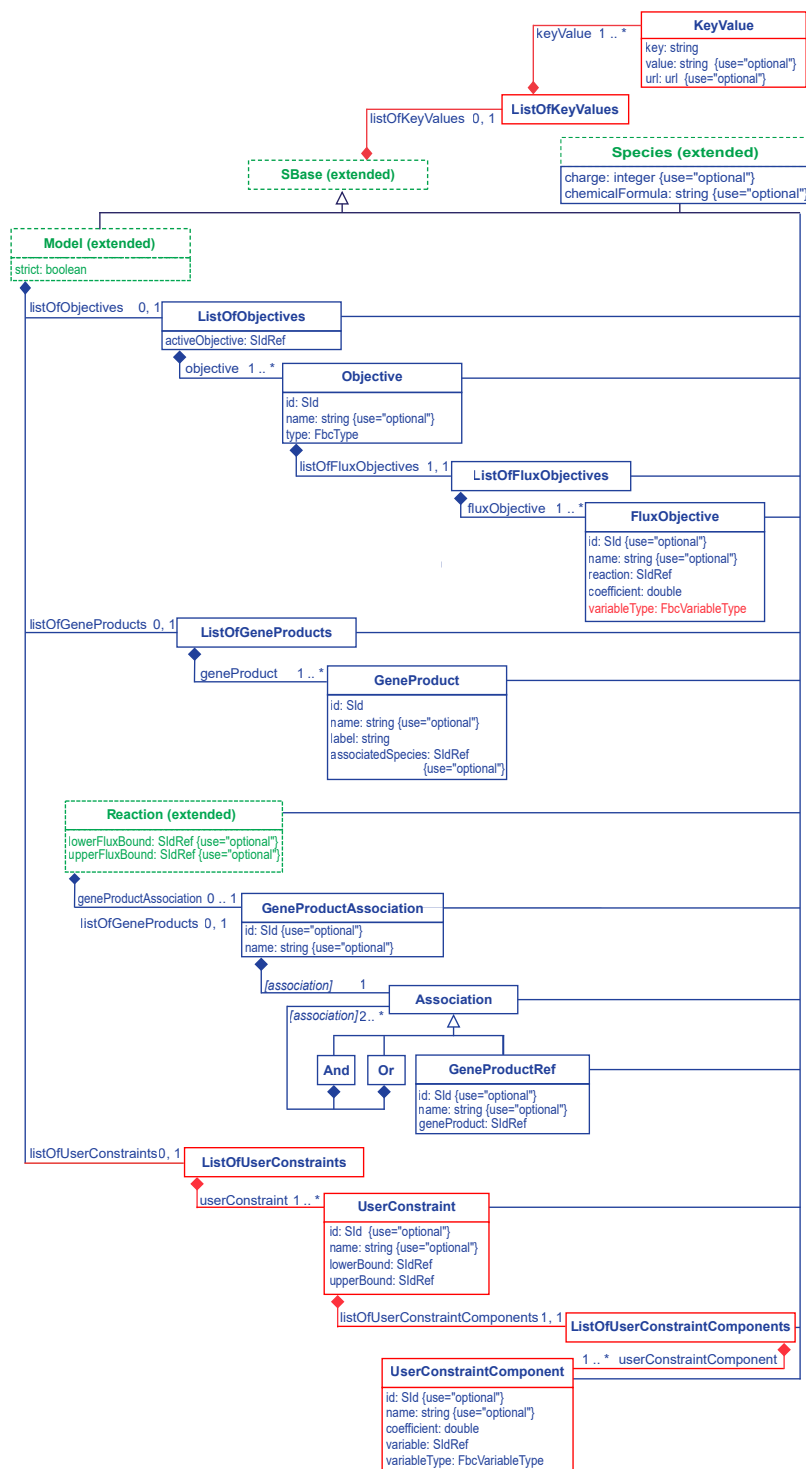 KeyValue
keyValue 1 .. *
key: string
value: string {use="optional"}
url: url {use="optional"}
ListOfKeyValues
listOfKeyValues 0, 1
SBase (extended)
Species (extended)
charge: integer {use="optional"}
chemicalFormula: string {use="optional"}
Model (extended)
strict: boolean
listOfObjectives 0, 1
ListOfObjectives
activeObjective: SIdRef
objective 1 .. *
Objective
id: SId
name: string {use="optional"}
type: FbcType
listOfFluxObjectives 1, 1
ListOfFluxObjectives
fluxObjective 1 .. *
FluxObjective
id: SId {use="optional"}
name: string {use="optional"}
reaction: SIdRef
coefficient: double
variableType: FbcVariableType
listOfGeneProducts 0, 1
ListOfGeneProducts
geneProduct 1 .. *
GeneProduct
id: SId
name: string {use="optional"}
label: string
associatedSpecies: SIdRef
{use="optional"}
Reaction (extended)
lowerFluxBound: SIdRef {use="optional"}
upperFluxBound: SIdRef {use="optional"}
geneProductAssociation 0 .. 1
listOfGeneProducts 0, 1
GeneProductAssociation
id: SId {use="optional"}
name: string {use="optional"}
[association] 1
Association
[association] 2.. *
And
Or
GeneProductRef
id: SId {use="optional"}
name: string {use="optional"}
geneProduct: SIdRef
listOfUserConstraints0, 1
ListOfUserConstraints
userConstraint 1 .. *
UserConstraint
id: SId {use="optional"}
name: string {use="optional"}
lowerBound: SIdRef
upperBound: SIdRef
listOfUserConstraintComponents 1, 1
ListOfUserConstraintComponents
1 .. * userConstraintComponent
UserConstraintComponent
id: SId {use="optional"}
name: string {use="optional"}
coefficient: double
variable: SIdRef
variableType: FbcVariableType